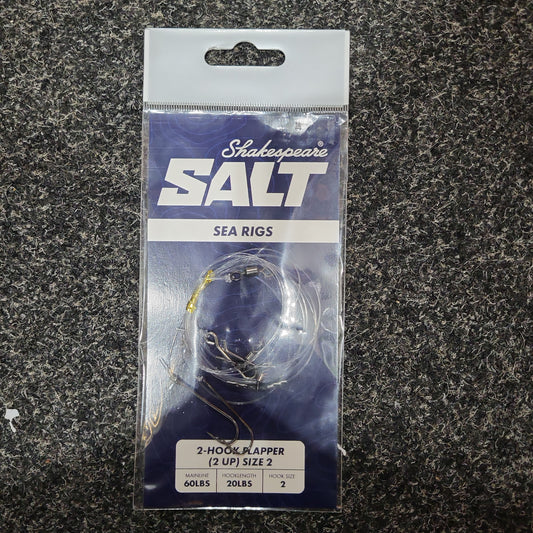 Shakespeare®
SALT
SEA RIGS
2-HOOK FLAPPER
(2 UP) SIZE 2
MAINLINE HOOKLENGTH HOOK SIZE
60LBS 20LBS 2